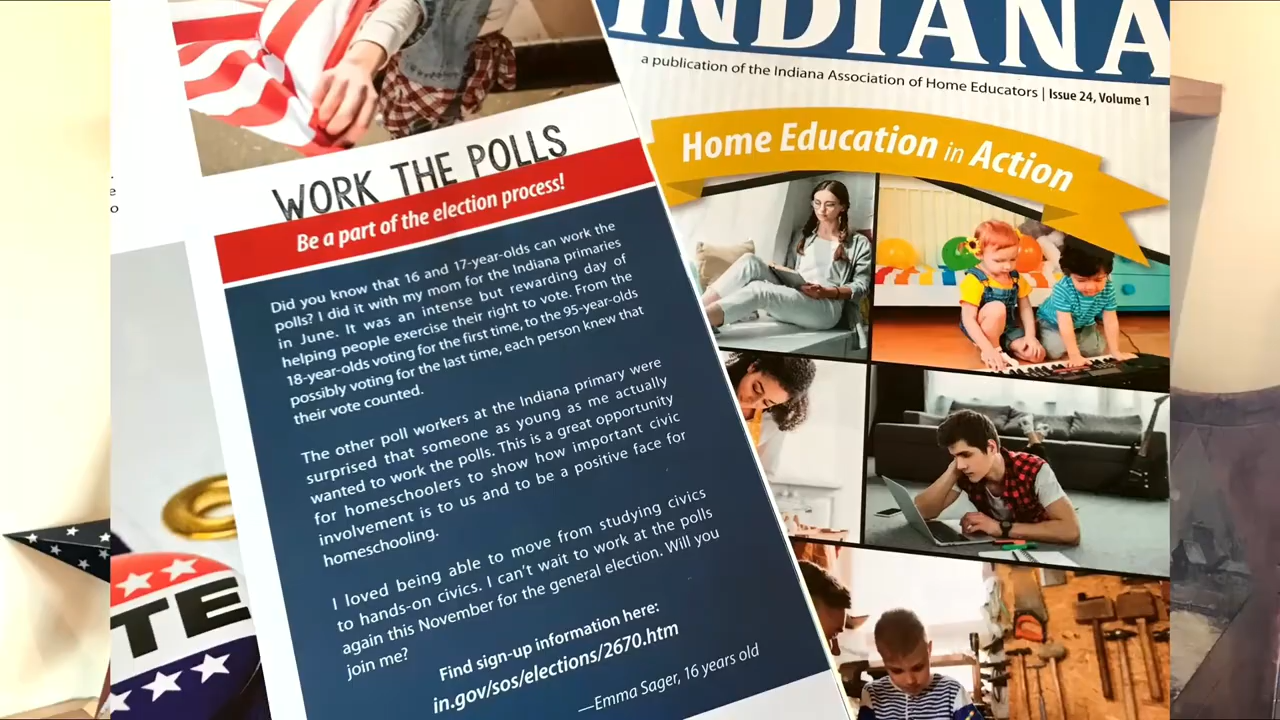 WORK THE POLLS
Be a part of the election process!
Did you know that 16 and 17-year-olds can work the
polls? I did it with my mom for the Indiana primaries
in June. It was an intense but rewarding day of
helping people exercise their right to vote. From the
18-year-olds voting for the first time, to the 95-year-olds
possibly voting for the last time, each person knew that
their vote counted.
The other poll workers at the Indiana primary were
surprised that someone as young as me actually
wanted to work the polls. This is a great opportunity
for homeschoolers to show how important civic
involvement is to us and to be a positive face for
homeschooling.
I loved being able to move from studying civics
to hands-on civics. I can't wait to work at the polls
again this November for the general election. Will you
join me?
Find sign-up information here:
in.gov/sos/elections/2670.htm
—Emma Sager, 16 years old
TE
INDIANA
a publication of the Indiana Association of Home Educators | Issue 24, Volume 1
Home Education in Action